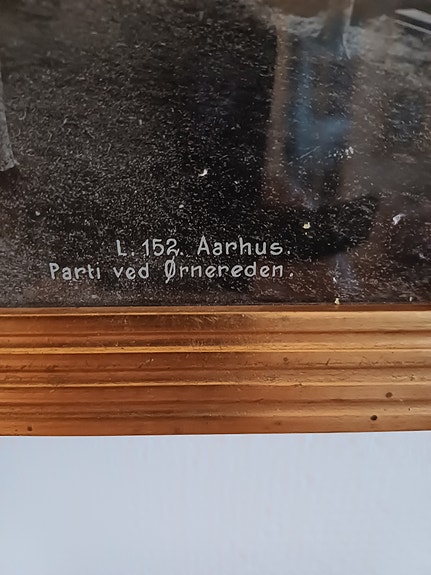 L. 152. Aarhus.
Parti ved Ørnereden.